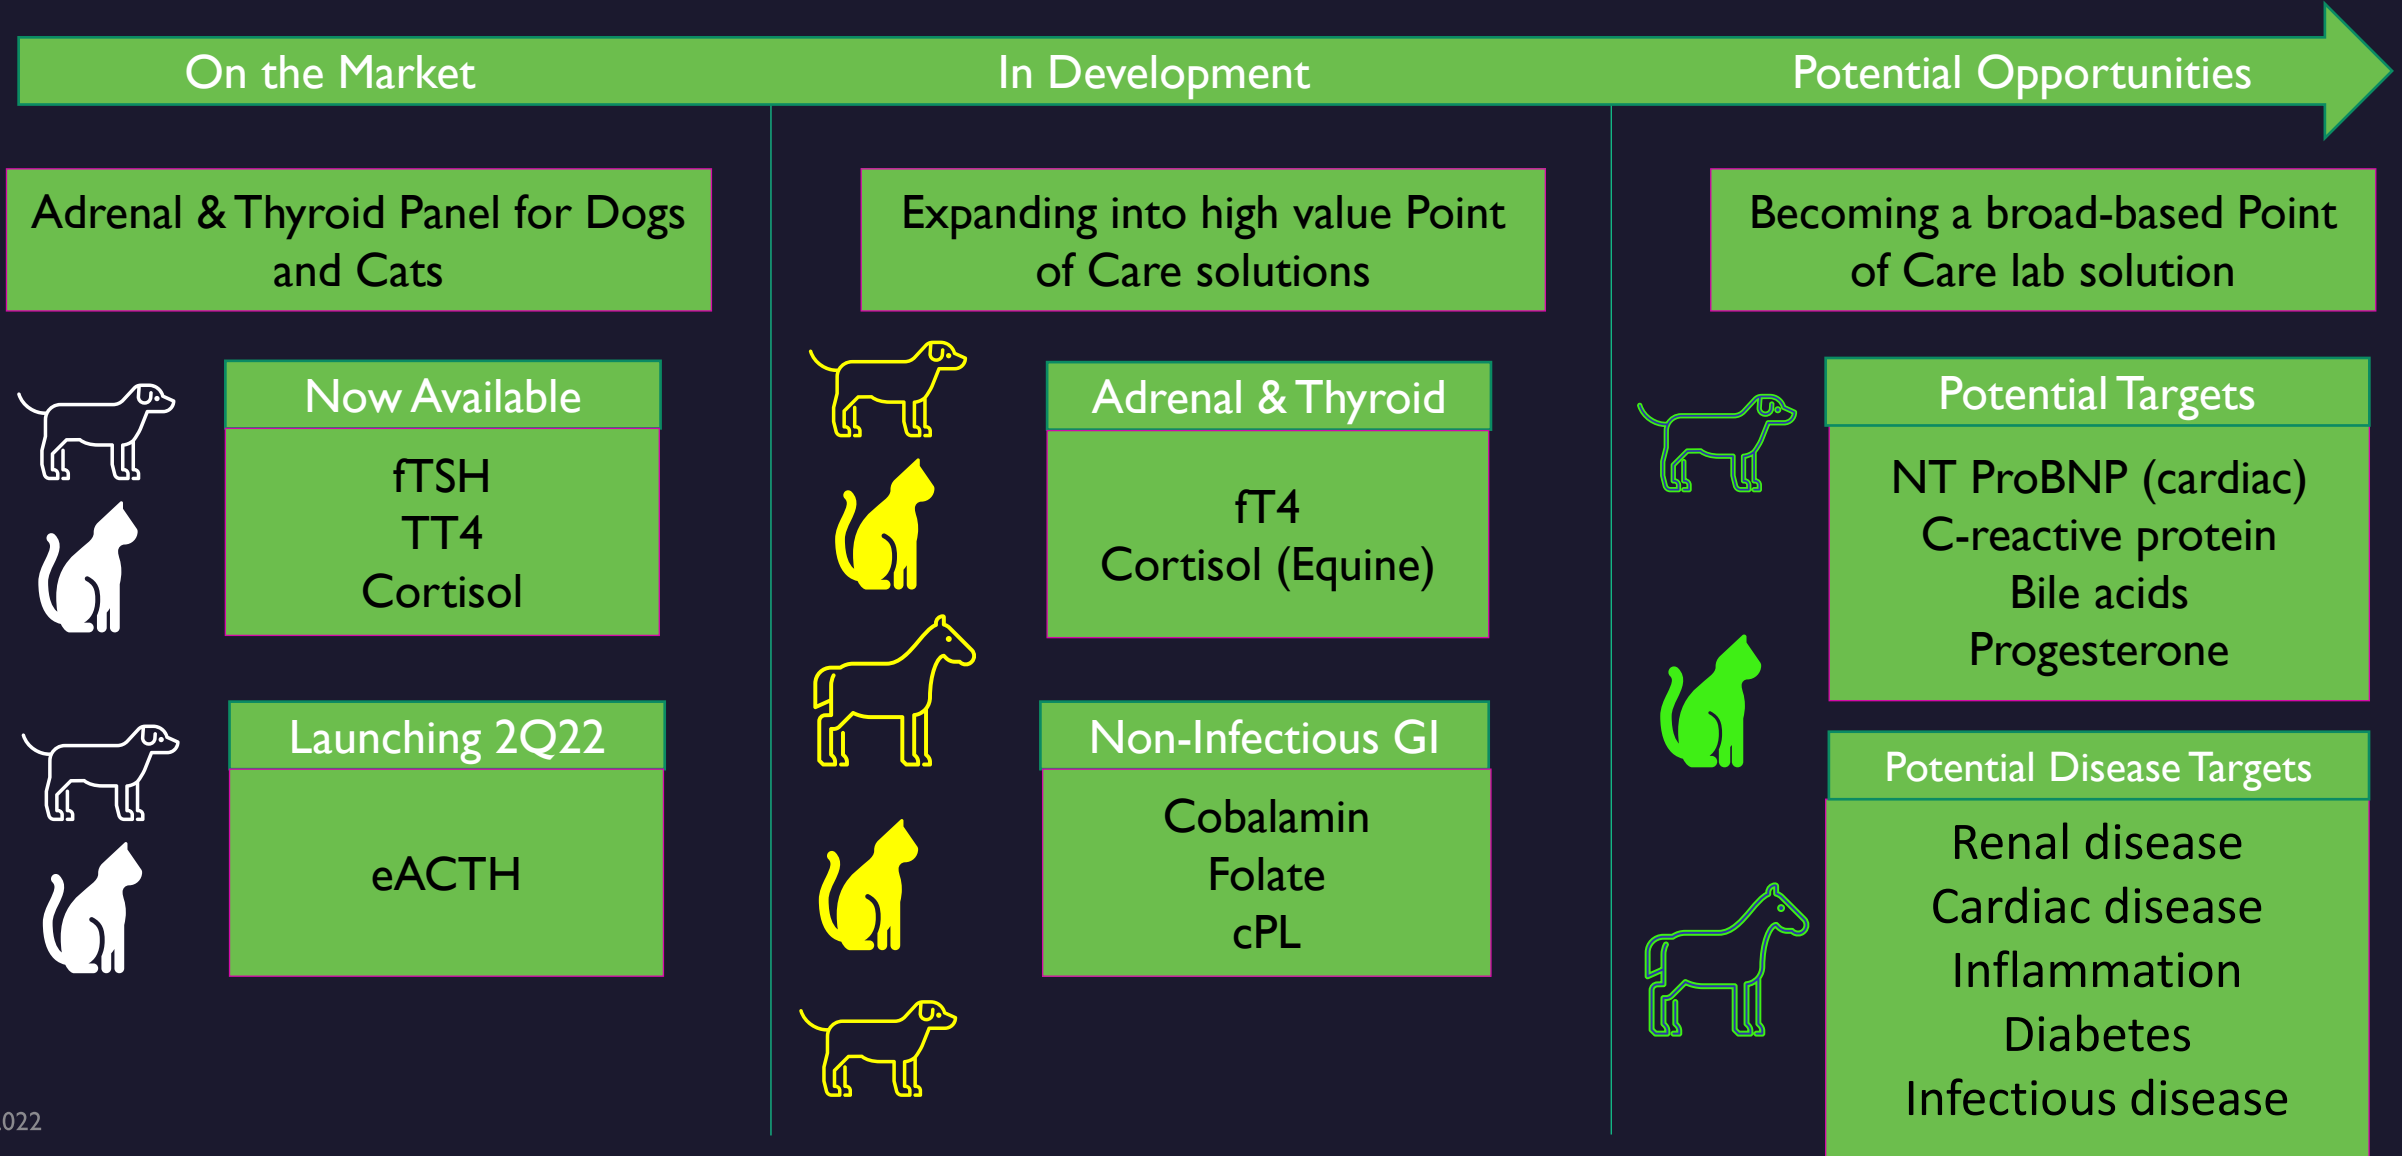 On the Market
In Development
Potential Opportunities
Adrenal & Thyroid Panel for Dogs
and Cats
Now Available
fTSH
TT4
Cortisol
Launching 2Q22
eACTH
Expanding into high value Point
of Care solutions
Adrenal & Thyroid
fT4
Cortisol (Equine)
Non-Infectious GI
Cobalamin
Folate
cPL
Becoming a broad-based Point
of Care lab solution
Potential Targets
NT ProBNP (cardiac)
C-reactive protein
Bile acids
Progesterone
Potential Disease Targets
Renal disease
Cardiac disease
Inflammation
Diabetes
Infectious disease